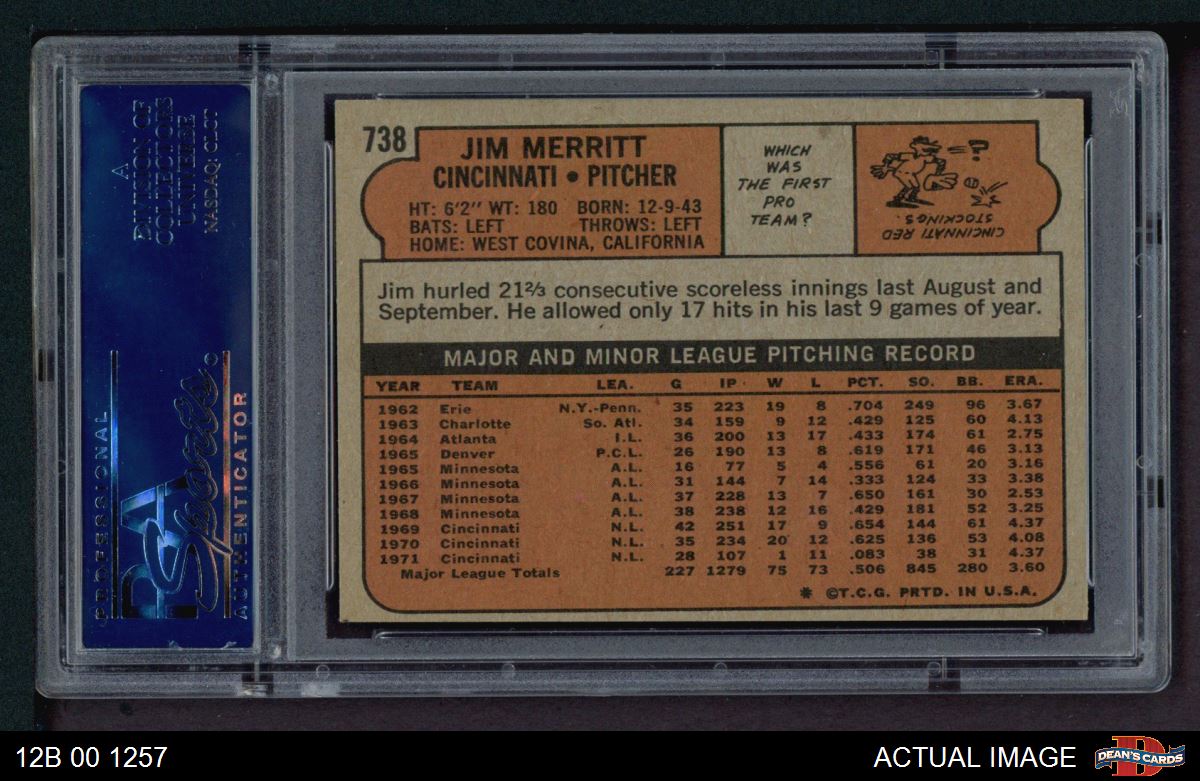 A
DIVISION OF
COLLECTORS
UNIVERSE
NASDAQ: CLCT
PROFESSIONAL
PSA
Sports
AUTHENTICATOR
738
JIM MERRITT
CINCINNATI • PITCHER
HT: 6'2" WT: 180 BORN: 12-9-43
BATS: LEFT THROWS: LEFT
HOME: WEST COVINA, CALIFORNIA
WHICH
WAS
THE FIRST
PRO
TEAM?
?
CINCINNATI RED
STOCKINGS.
Jim hurled 21 2/3 consecutive scoreless innings last August and
September. He allowed only 17 hits in his last 9 games of year.
MAJOR AND MINOR LEAGUE PITCHING RECORD
YEAR TEAM LEA. G IP W L PCT. SO. BB. ERA.
1962 Erie N.Y.-Penn. 35 223 19 8 .704 249 96 3.67
1963 Charlotte So. Atl. 34 159 9 12 .429 125 60 4.13
1964 Atlanta I.L. 36 200 13 17 .433 174 61 2.75
1965 Denver P.C.L. 26 190 13 8 .619 171 46 3.13
1965 Minnesota A.L. 16 77 5 4 .556 61 20 3.16
1966 Minnesota A.L. 31 144 7 14 .333 124 33 3.38
1967 Minnesota A.L. 37 228 13 7 .650 161 30 2.53
1968 Minnesota A.L. 38 238 12 16 .429 181 52 3.25
1969 Cincinnati N.L. 42 251 17 9 .654 144 61 4.37
1970 Cincinnati N.L. 35 234 20 12 .625 136 53 4.08
1971 Cincinnati N.L. 28 107 1 11 .083 38 31 4.37
Major League Totals 227 1279 75 73 .506 845 280 3.60
* ©T.C.G. PRTD. IN U.S.A.
12B 00 1257
ACTUAL IMAGE
D
DEAN'S CARDS